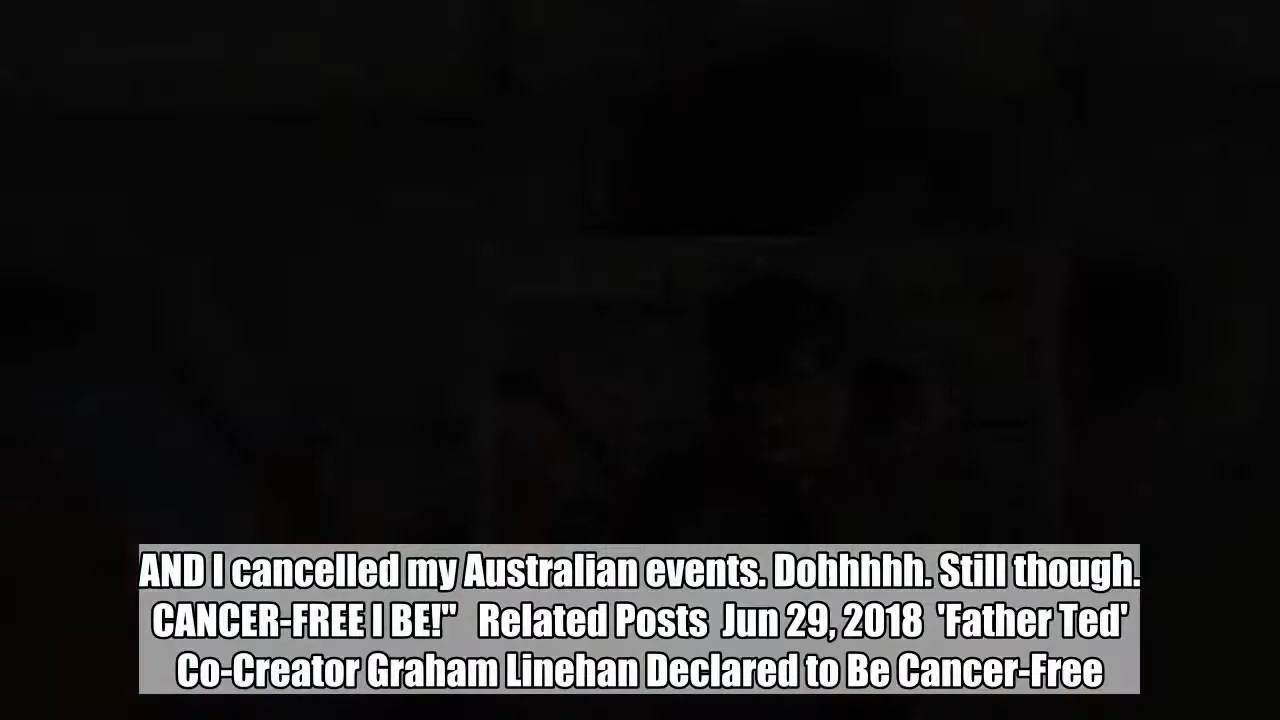 AND I cancelled my Australian events. Dohhhhh. Still though.
CANCER-FREE I BE!" Related Posts Jun 29, 2018 'Father Ted'
Co-Creator Graham Linehan Declared to Be Cancer-Free